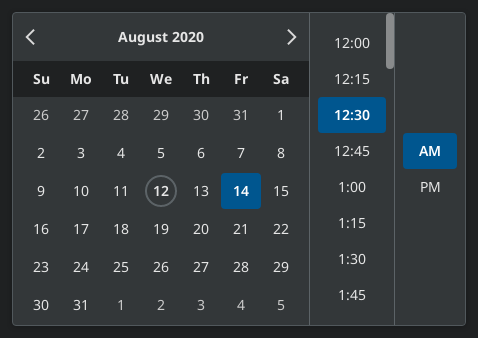 August 2020
Su Mo Tu We Th Fr Sa
26 27 28 29 30 31 1
2 3 4 5 6 7 8
9 10 11 12 13 14 15
16 17 18 19 20 21 22
23 24 25 26 27 28 29
30 31 1 2 3 4 5
12:00
12:15
12:30
12:45
1:00
1:15
1:30
1:45
AM
PM